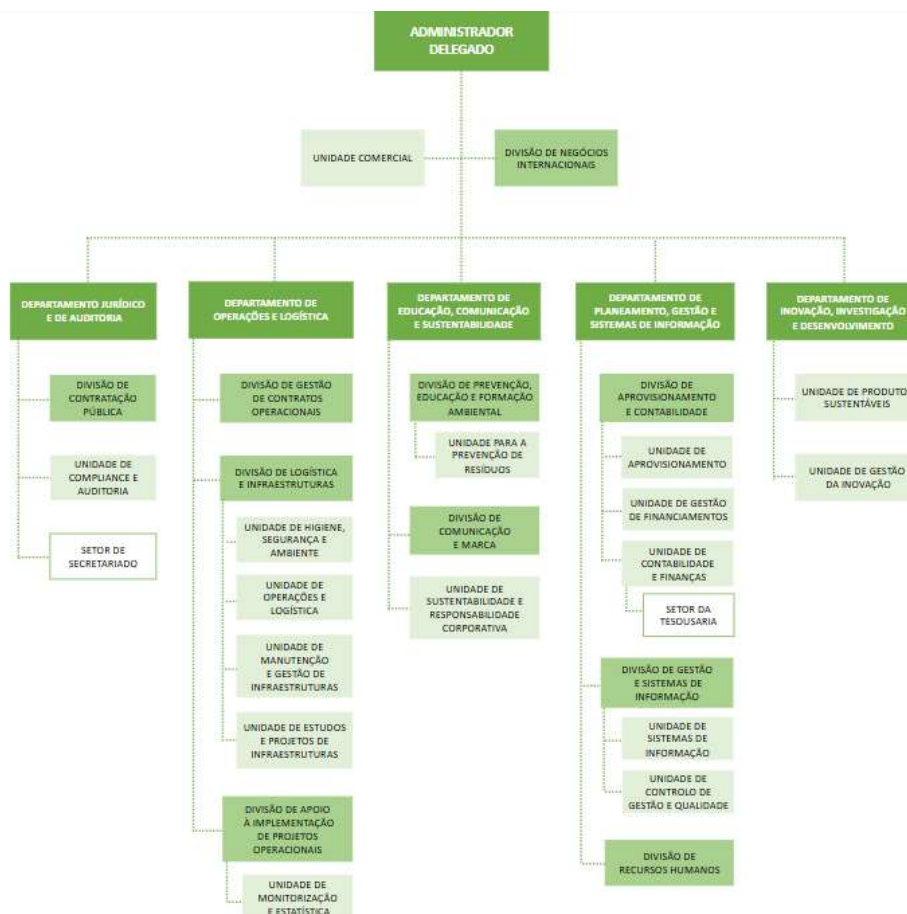 ADMINISTRADOR
DELEGADO
UNIDADE COMERCIAL
DIVISÃO DE NEGÓCIOS
INTERNACIONAIS
DEPARTAMENTO JURÍDICO
E DE AUDITORIA
DIVISÃO DE
CONTRATAÇÃO
PÚBLICA
UNIDADE DE
COMPLIANCE E
AUDITORIA
SETOR DE
SECRETARIADO
DEPARTAMENTO DE
OPERAÇÕES E LOGÍSTICA
DIVISÃO DE GESTÃO
DE CONTRATOS
OPERACIONAIS
DIVISÃO DE LOGÍSTICA
E INFRAESTRUTURAS
UNIDADE DE HIGIENE,
SEGURANÇA E
AMBIENTE
UNIDADE DE
OPERAÇÕES E
LOGÍSTICA
UNIDADE DE
MANUTENÇÃO
E GESTÃO DE
INFRAESTRUTURAS
UNIDADE DE ESTUDOS
E PROJETOS DE
INFRAESTRUTURAS
DIVISÃO DE APOIO
À IMPLEMENTAÇÃO
DE PROJETOS
OPERACIONAIS
UNIDADE DE
MONITORIZAÇÃO
E ESTATÍSTICA
DEPARTAMENTO DE
EDUCAÇÃO, COMUNICAÇÃO
E SUSTENTABILIDADE
DIVISÃO DE PREVENÇÃO,
EDUCAÇÃO E FORMAÇÃO
AMBIENTAL
UNIDADE PARA A
PREVENÇÃO DE
RESÍDUOS
DIVISÃO DE
COMUNICAÇÃO
E MARCA
UNIDADE DE
SUSTENTABILIDADE E
RESPONSABILIDADE
CORPORATIVA
DEPARTAMENTO DE
PLANEAMENTO, GESTÃO E
SISTEMAS DE INFORMAÇÃO
DIVISÃO DE
APROVISIONAMENTO
E CONTABILIDADE
UNIDADE DE
APROVISIONAMENTO
UNIDADE DE GESTÃO
DE FINANCIAMENTOS
UNIDADE DE
CONTABILIDADE
E FINANÇAS
SETOR DA
TESOUSARIA
DIVISÃO DE GESTÃO
E SISTEMAS DE
INFORMAÇÃO
UNIDADE DE
SISTEMAS DE
INFORMAÇÃO
UNIDADE DE
CONTROLO DE
GESTÃO E QUALIDADE
DIVISÃO DE
RECURSOS HUMANOS
DEPARTAMENTO DE
INOVAÇÃO, INVESTIGAÇÃO
E DESENVOLVIMENTO
UNIDADE DE PRODUTO
SUSTENTÁVEIS
UNIDADE DE GESTÃO
DA INOVAÇÃO